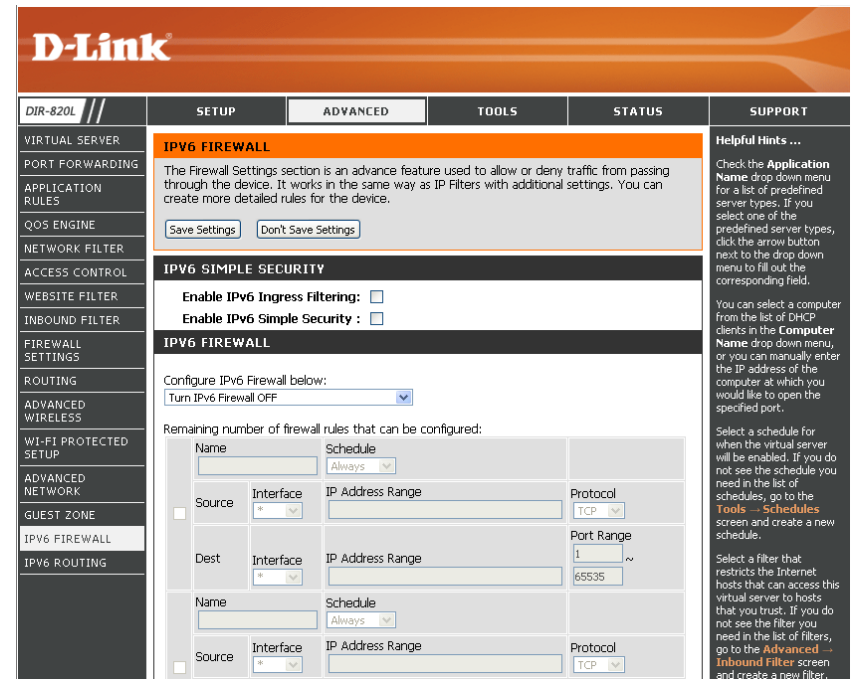 D-Link
DIR-820L
SETUP
ADVANCED
TOOLS
STATUS
SUPPORT
VIRTUAL SERVER
PORT FORWARDING
APPLICATION
RULES
QOS ENGINE
NETWORK FILTER
ACCESS CONTROL
WEBSITE FILTER
INBOUND FILTER
FIREWALL
SETTINGS
ROUTING
ADVANCED
WIRELESS
WI-FI PROTECTED
SETUP
ADVANCED
NETWORK
GUEST ZONE
IPV6 FIREWALL
IPV6 ROUTING
IPV6 FIREWALL
The Firewall Settings section is an advance feature used to allow or deny traffic from passing
through the device. It works in the same way as IP Filters with additional settings. You can
create more detailed rules for the device.
Save Settings
Don't Save Settings
IPV6 SIMPLE SECURITY
Enable IPv6 Ingress Filtering:
Enable IPv6 Simple Security :
IPV6 FIREWALL
Configure IPv6 Firewall below:
Turn IPv6 Firewall OFF
Remaining number of firewall rules that can be configured:
Name
Schedule
Always
Source
Interface
*
IP Address Range
Protocol
TCP
Dest
Interface
*
IP Address Range
Port Range
1
~
65535
Name
Schedule
Always
Source
Interface
*
IP Address Range
Protocol
TCP
Helpful Hints ...
Check the Application
Name drop down menu
for a list of predefined
server types. If you
select one of the
predefined server types,
click the arrow button
next to the drop down
menu to fill out the
corresponding field.
You can select a computer
from the list of DHCP
clients in the Computer
Name drop down menu,
or you can manually enter
the IP address of the
computer at which you
would like to open the
specified port.
Select a schedule for
when the virtual server
will be enabled. If you do
not see the schedule you
need in the list of
schedules, go to the
Tools → Schedules
screen and create a new
schedule.
Select a filter that
restricts the Internet
hosts that can access this
virtual server to hosts
that you trust. If you do
not see the filter you
need in the list of filters,
go to the Advanced →
Inbound Filter screen
and create a new filter.